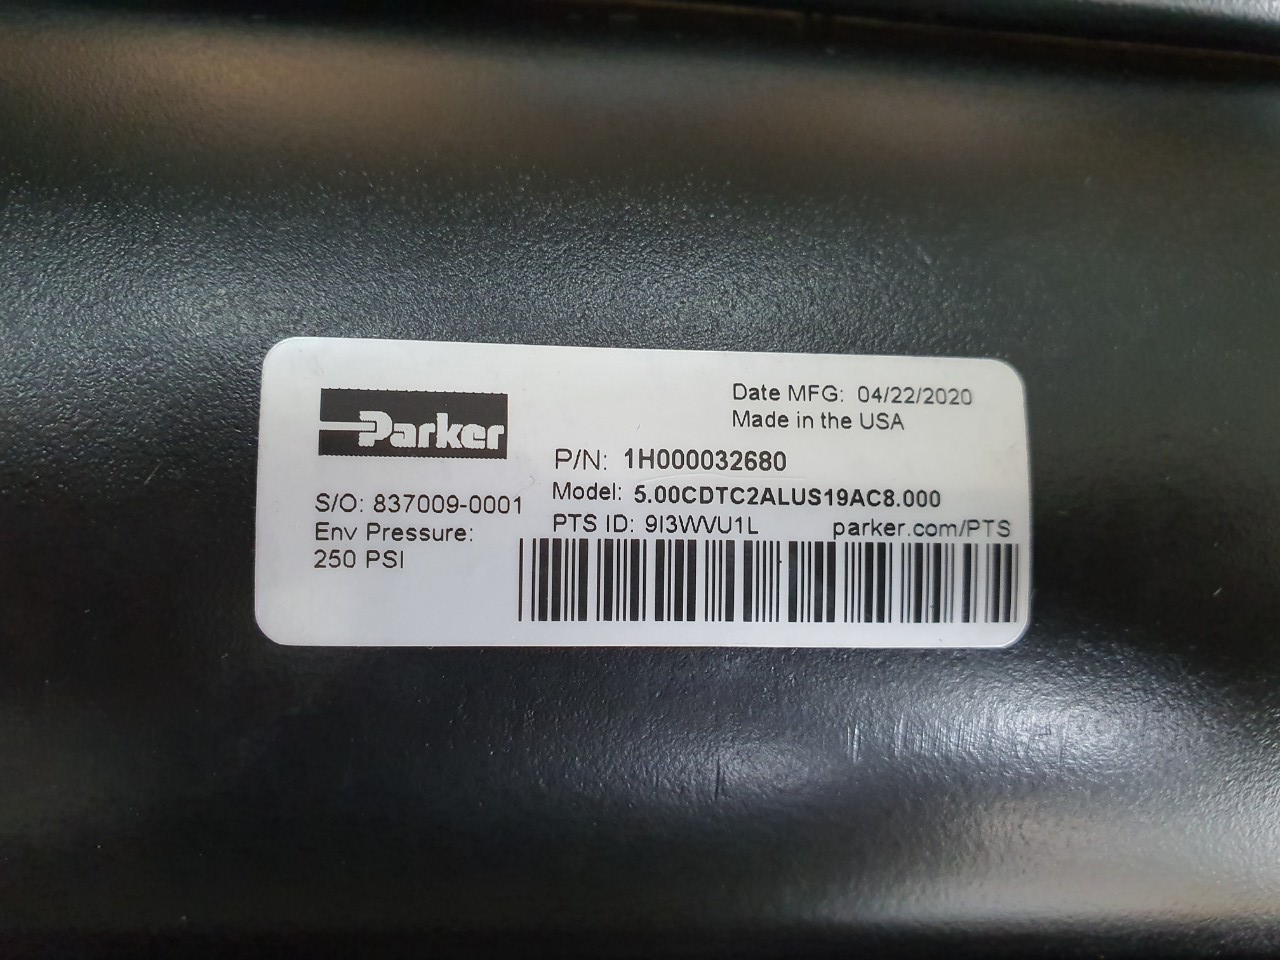 Parker
Date MFG: 04/22/2020
Made in the USA
P/N: 1H000032680
Model: 5.00CDTC2ALUS19AC8.000
S/O: 837009-0001
PTS ID: 9I3WVU1L
parker.com/PTS
Env Pressure:
250 PSI